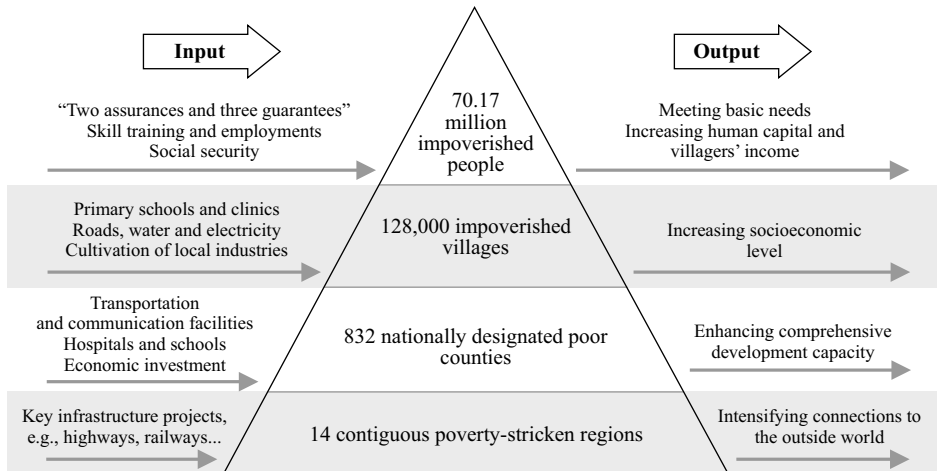 Input
Output
“Two assurances and three guarantees”
Skill training and employments
Social security
70.17
million
impoverished
people
Meeting basic needs
Increasing human capital and
villagers’ income
Primary schools and clinics
Roads, water and electricity
Cultivation of local industries
128,000 impoverished
villages
Increasing socioeconomic
level
Transportation
and communication facilities
Hospitals and schools
Economic investment
832 nationally designated poor
counties
Enhancing comprehensive
development capacity
Key infrastructure projects,
e.g., highways, railways...
14 contiguous poverty-stricken regions
Intensifying connections to
the outside world